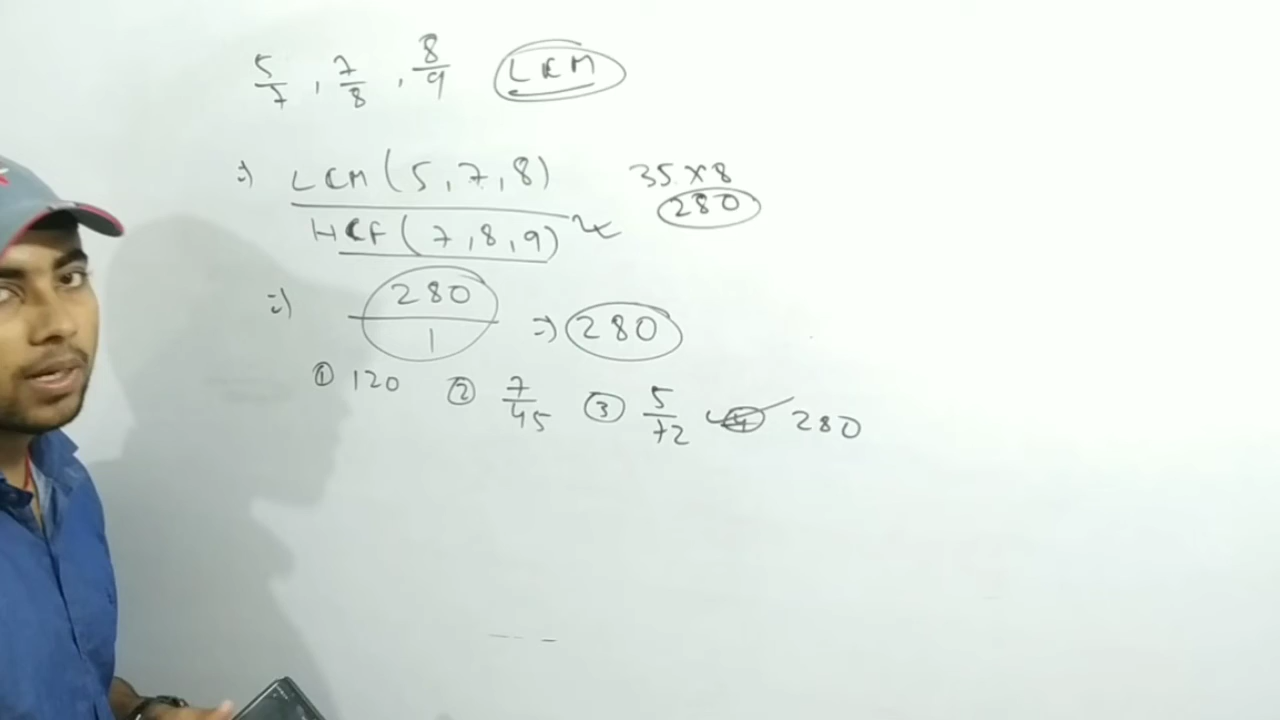 5/7 , 7/8 , 8/9 LCM
:) LCM (5, 7, 8) 35 x 8
HCF (7, 8, 9) 280
=) 280/1 => 280
① 120 ② 7/45 ③ 5/72 ④ 280